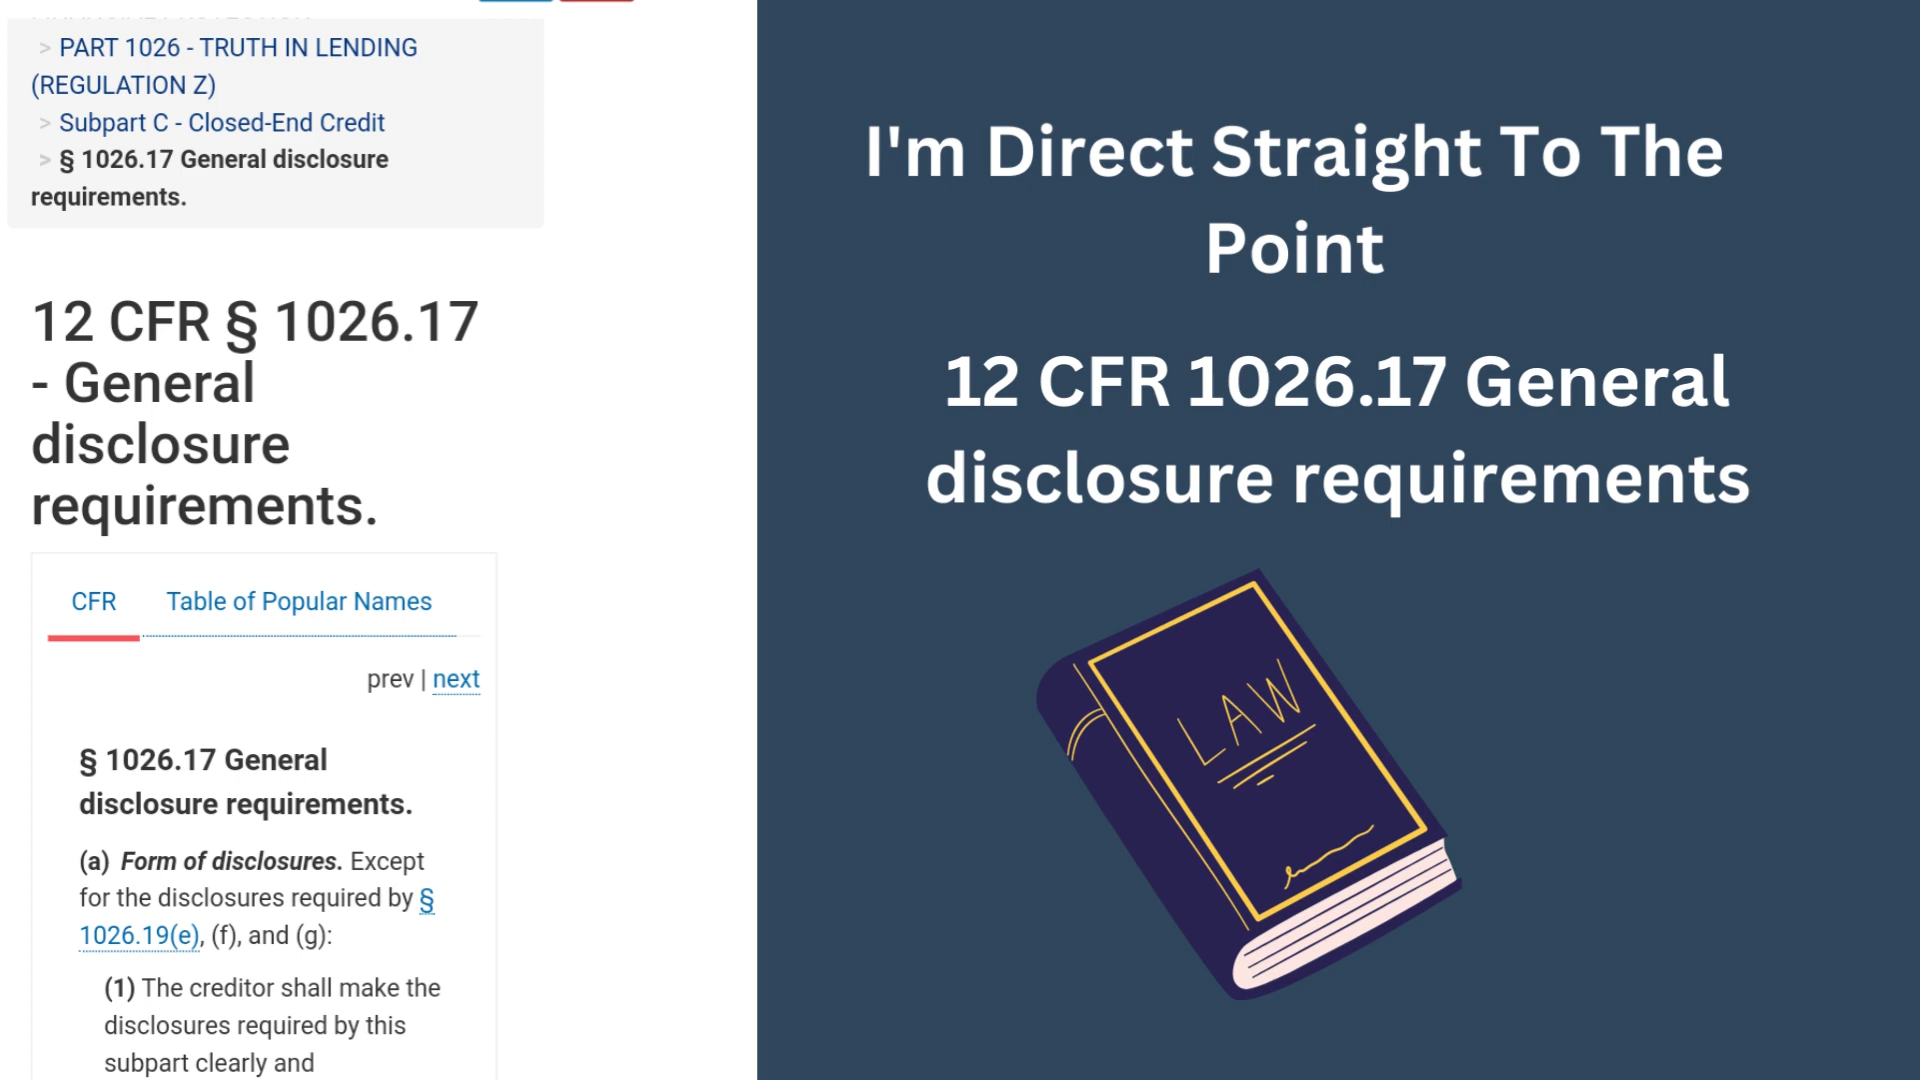 > PART 1026 - TRUTH IN LENDING
(REGULATION Z)
> Subpart C - Closed-End Credit
> § 1026.17 General disclosure
requirements.
12 CFR § 1026.17
- General
disclosure
requirements.
CFR Table of Popular Names
prev | next
§ 1026.17 General
disclosure requirements.
(a) Form of disclosures. Except
for the disclosures required by §
1026.19(e), (f), and (g):
(1) The creditor shall make the
disclosures required by this
subpart clearly and
I'm Direct Straight To The
Point
12 CFR 1026.17 General
disclosure requirements
LAW